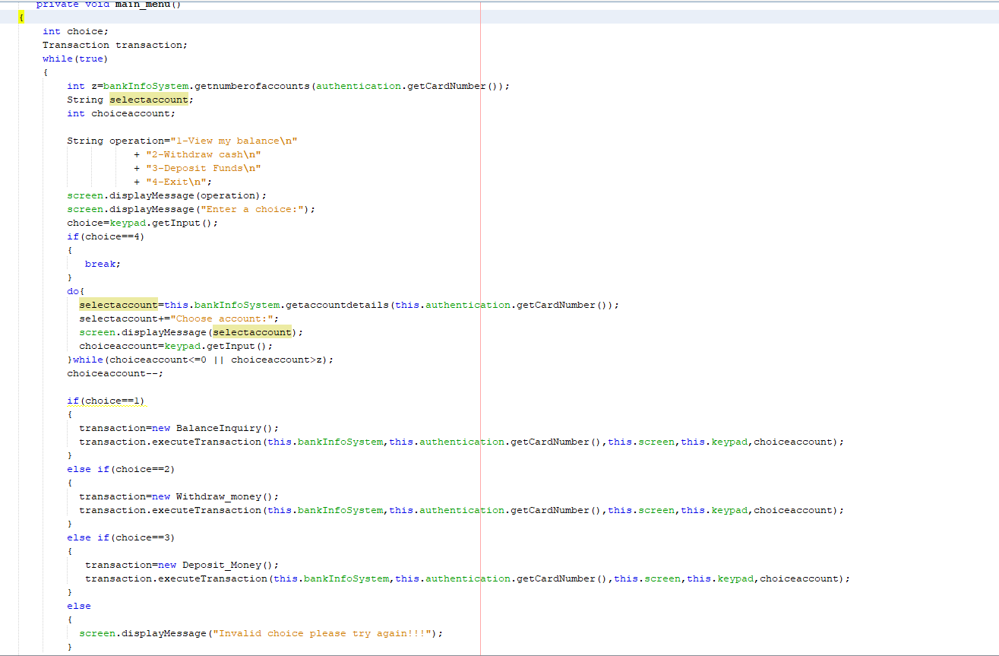 private void main_menu()
{
int choice;
Transaction transaction;
while(true)
{
int z=bankInfoSystem.getnumberofaccounts(authentication.getCardNumber());
String selectaccount;
int choiceaccount;
String operation="1-View my balance\n"
+ "2-Withdraw cash\n"
+ "3-Deposit Funds\n"
+ "4-Exit\n";
screen.displayMessage(operation);
screen.displayMessage("Enter a choice:");
choice=keypad.getInput();
if(choice==4)
{
break;
}
do{
selectaccount=this.bankInfoSystem.getaccountdetails(this.authentication.getCardNumber());
selectaccount+="Choose account:";
screen.displayMessage(selectaccount);
choiceaccount=keypad.getInput();
}while(choiceaccount<=0 || choiceaccount>z);
choiceaccount--;
if(choice==1)
{
transaction=new BalanceInquiry();
transaction.executeTransaction(this.bankInfoSystem,this.authentication.getCardNumber(),this.screen,this.keypad,choiceaccount);
}
else if(choice==2)
{
transaction=new Withdraw_money();
transaction.executeTransaction(this.bankInfoSystem,this.authentication.getCardNumber(),this.screen,this.keypad,choiceaccount);
}
else if(choice==3)
{
transaction=new Deposit_Money();
transaction.executeTransaction(this.bankInfoSystem,this.authentication.getCardNumber(),this.screen,this.keypad,choiceaccount);
}
else
{
screen.displayMessage("Invalid choice please try again!!!");
}